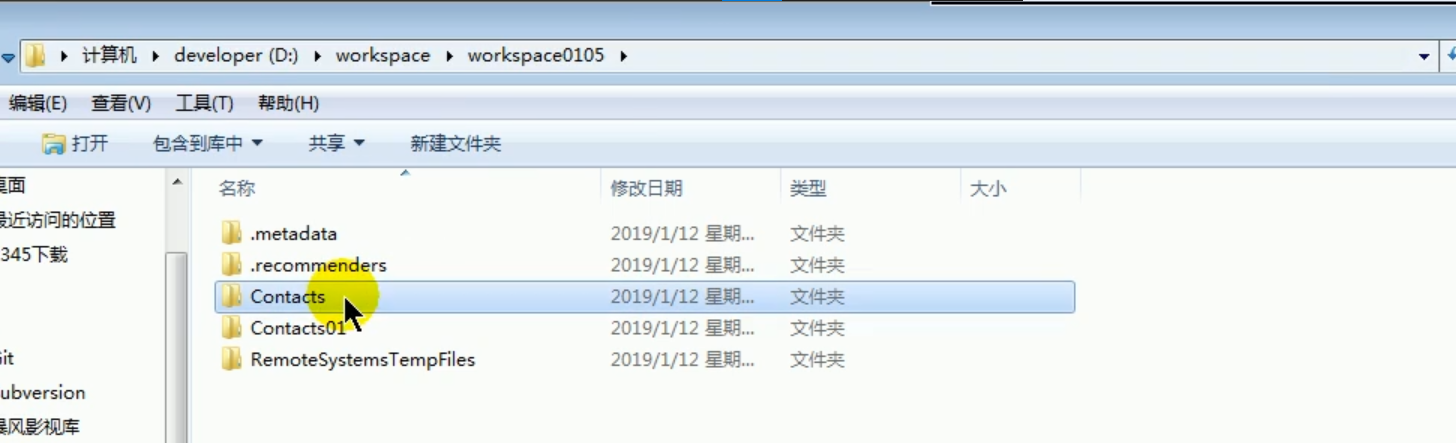 计算机 developer (D:) workspace workspace0105
编辑(E) 查看(V) 工具(T) 帮助(H)
打开 包含到库中 共享 新建文件夹
名称 修改日期 类型 大小
桌面
最近访问的位置
345下载
it
ubversion
暴风影视库
.metadata 2019/1/12 星期... 文件夹
.recommenders 2019/1/12 星期... 文件夹
Contacts 2019/1/12 星期... 文件夹
Contacts01 2019/1/12 星期... 文件夹
RemoteSystemsTempFiles 2019/1/12 星期... 文件夹